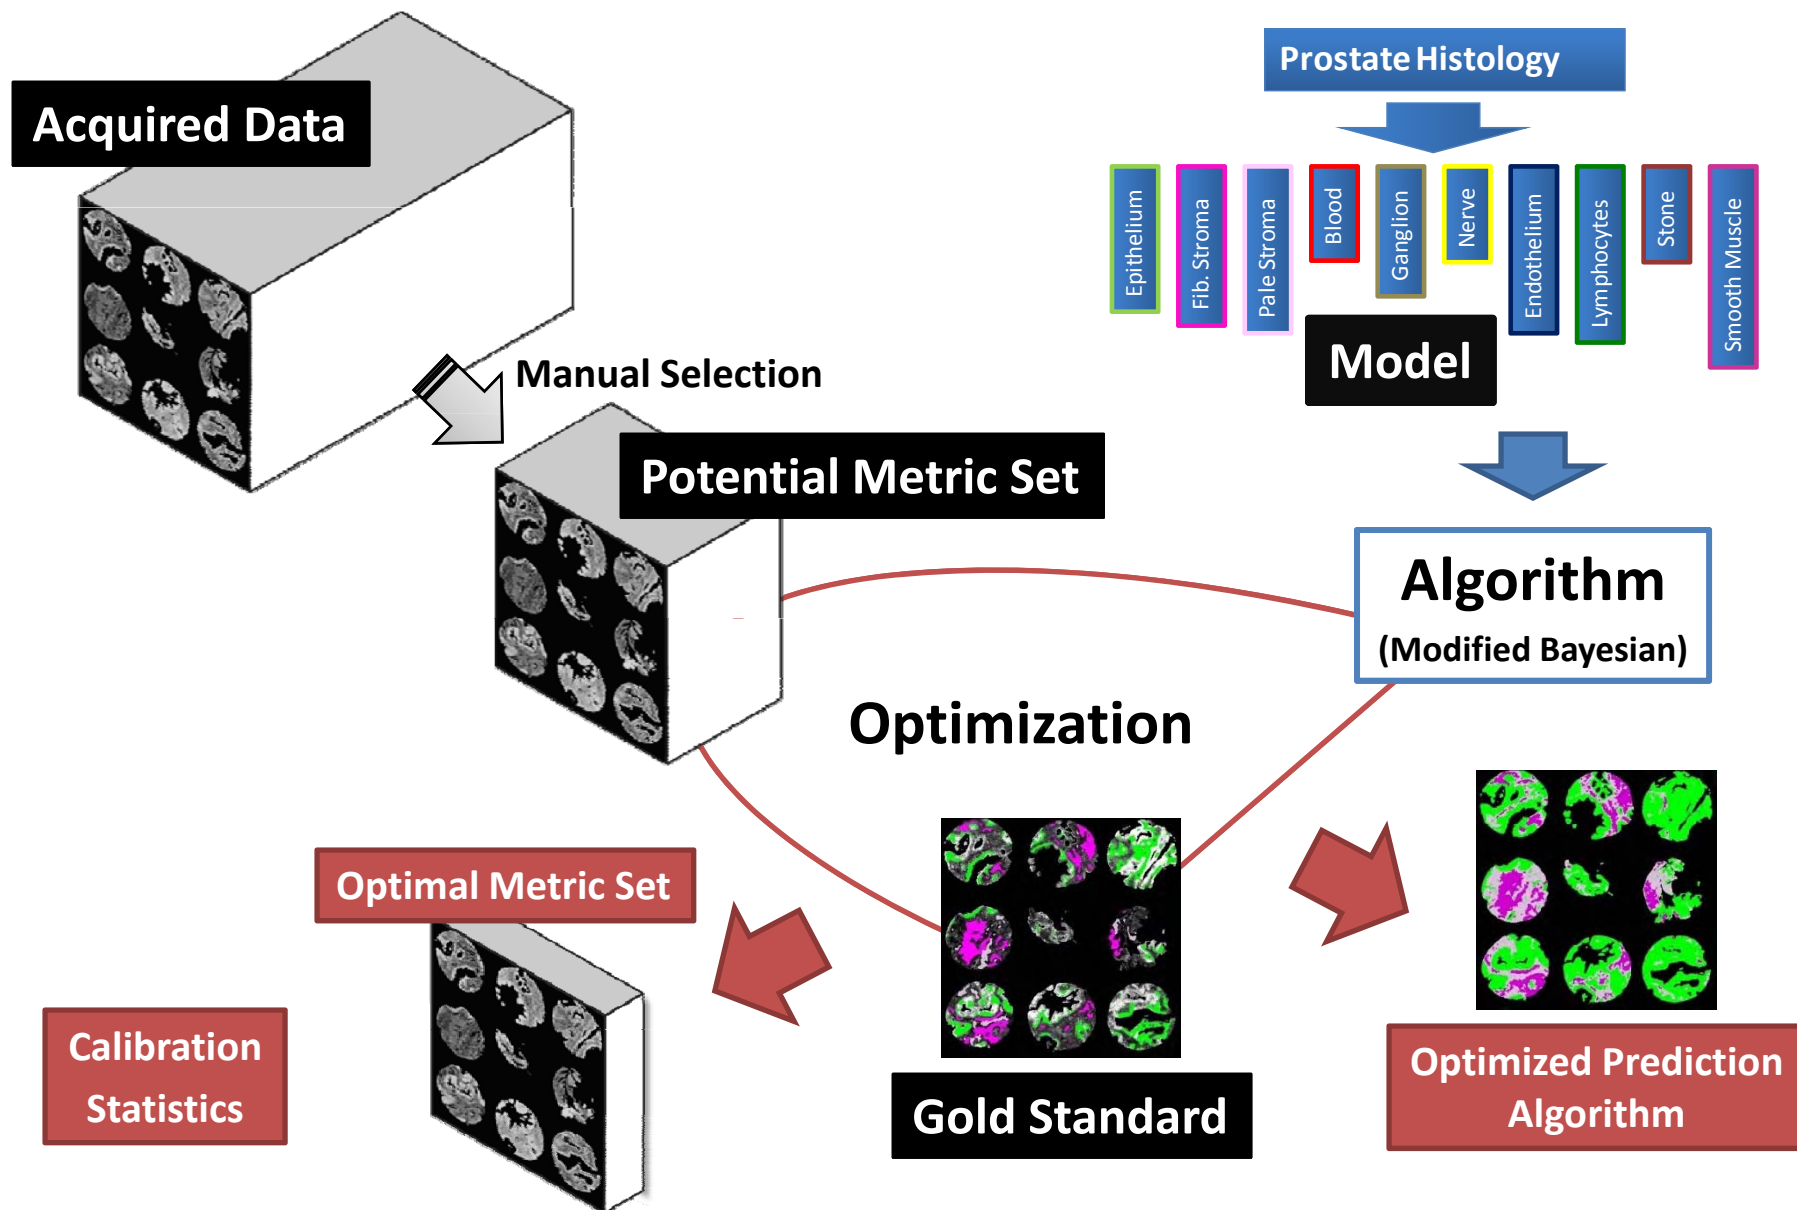 Prostate Histology
Acquired Data
Epithelium
Fib. Stroma
Pale Stroma
Blood
Ganglion
Nerve
Endothelium
Lymphocytes
Stone
Smooth Muscle
Model
Manual Selection
Potential Metric Set
Algorithm
(Modified Bayesian)
Optimization
Optimal Metric Set
Calibration
Statistics
Gold Standard
Optimized Prediction
Algorithm